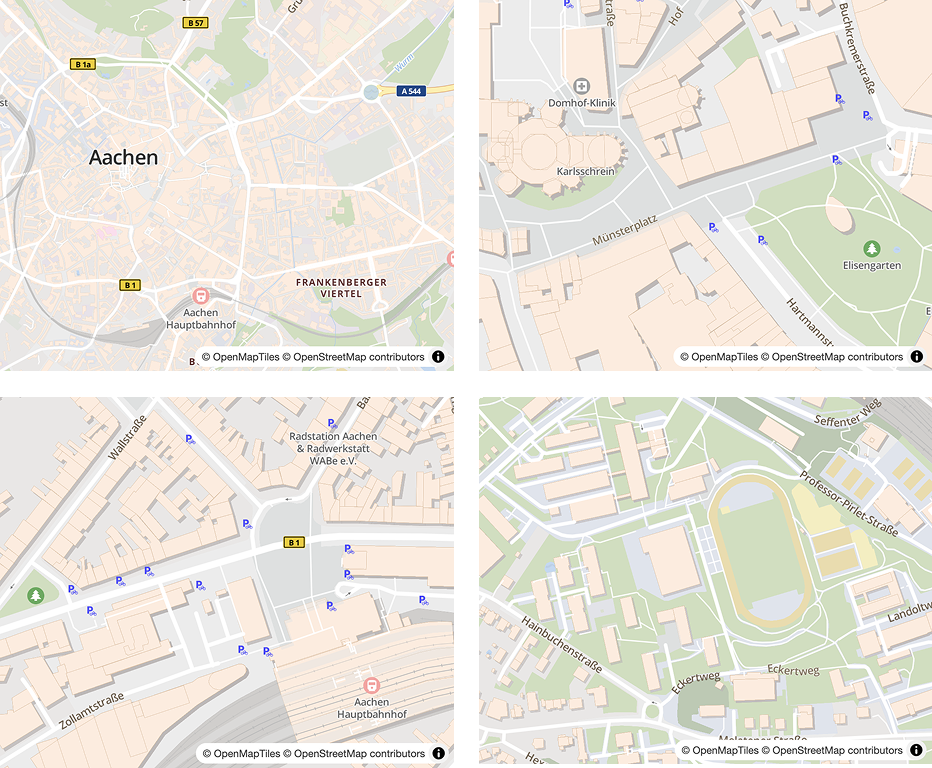 B 57
B 1a
Wurm
A 544
Aachen
B 1
FRANKENBERGER
VIERTEL
Aachen
Hauptbahnhof
© OpenMapTiles © OpenStreetMap contributors
Hof
Buchkremerstraße
Domhof-Klinik
Karlsschrein
Münsterplatz
Elisengarten
© OpenMapTiles © OpenStreetMap contributors
Wallstraße
Radstation Aachen
& Radwerkstatt
WABe e.V.
B 1
Zollamtstraße
Aachen
Hauptbahnhof
© OpenMapTiles © OpenStreetMap contributors
Seffenter Weg
Professor-Pirlet-Straße
Hainbuchenstraße
Eckertweg
Eckertweg
© OpenMapTiles © OpenStreetMap contributors